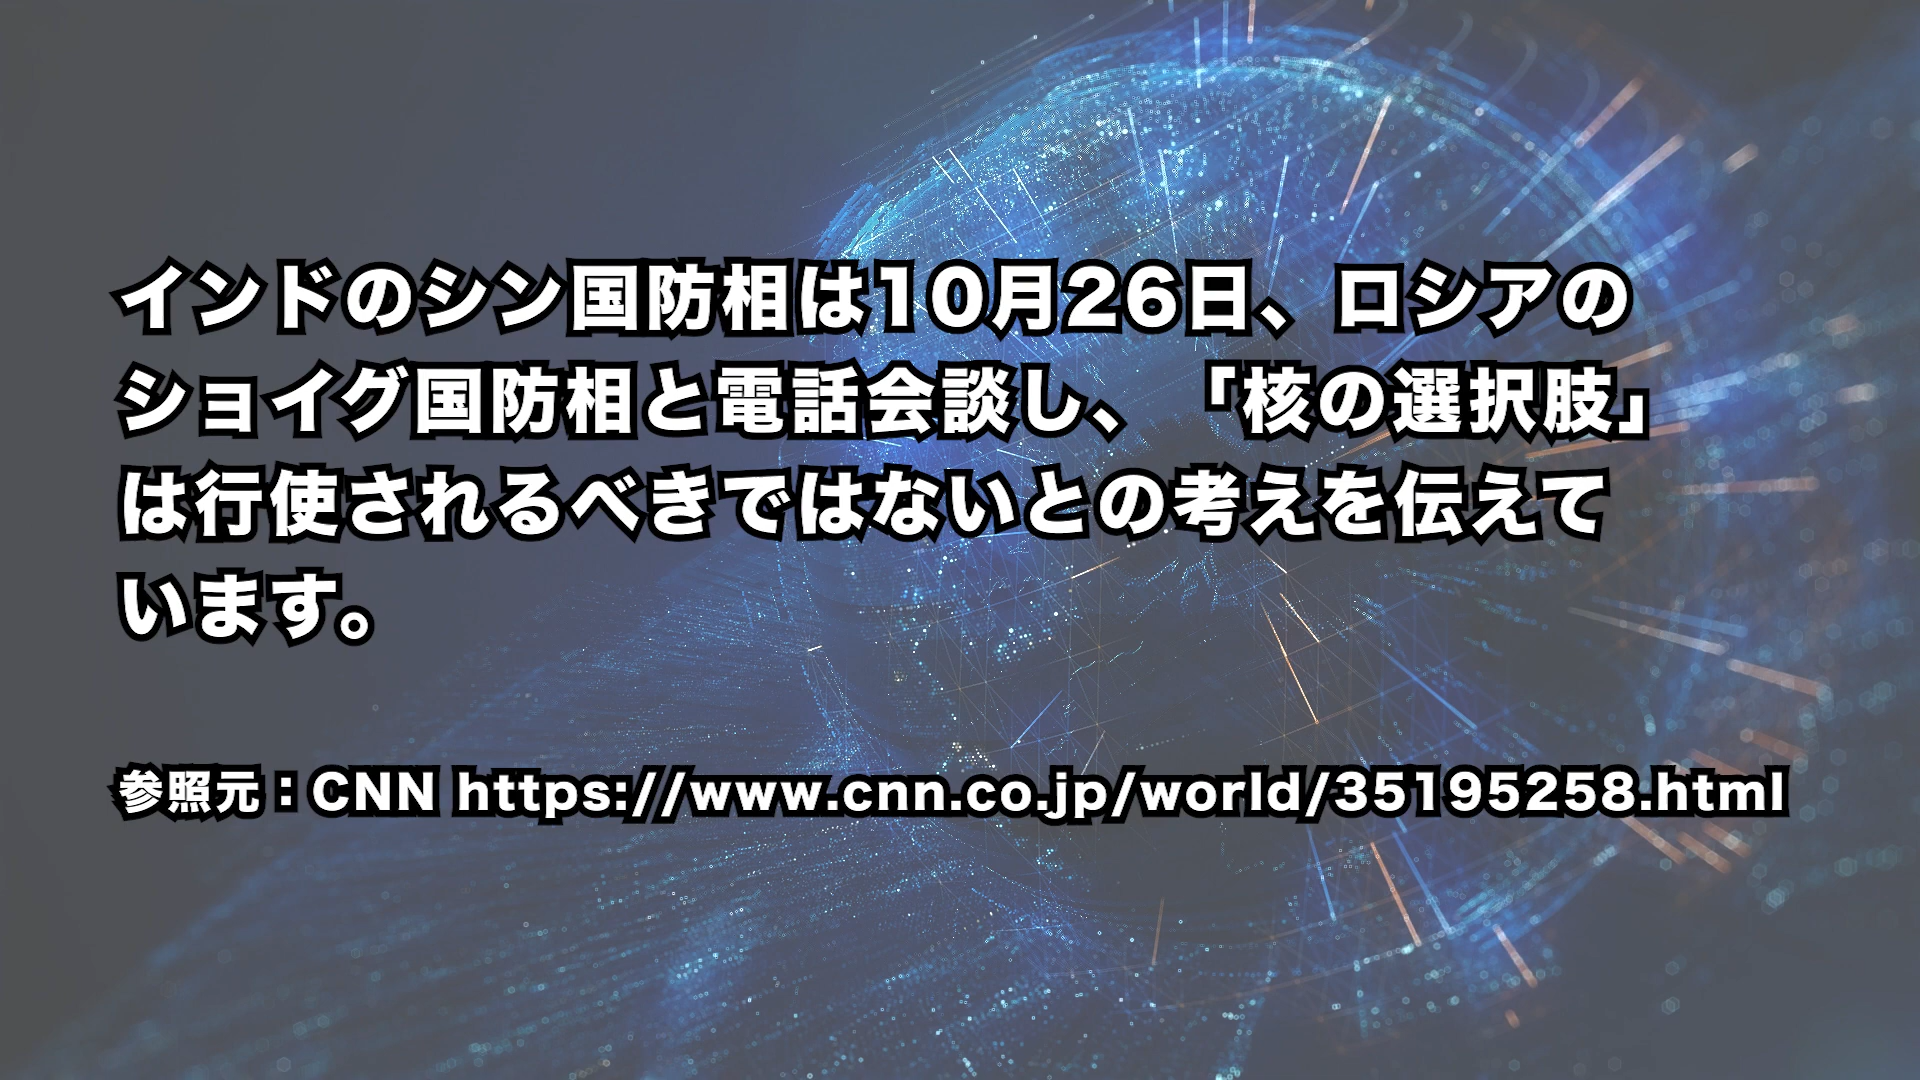 インドのシン国防相は10月26日、ロシアの
ショイグ国防相と電話会談し、「核の選択肢」
は行使されるべきではないとの考えを伝えて
います。
参照元：CNN https://www.cnn.co.jp/world/35195258.html